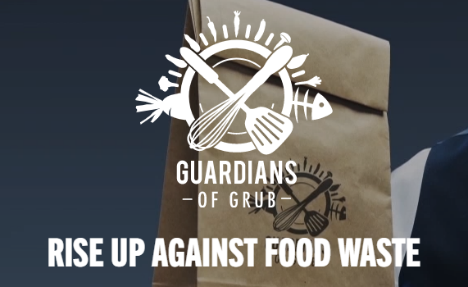 GUARDIANS
- OF GRUB -
RISE UP AGAINST FOOD WASTE